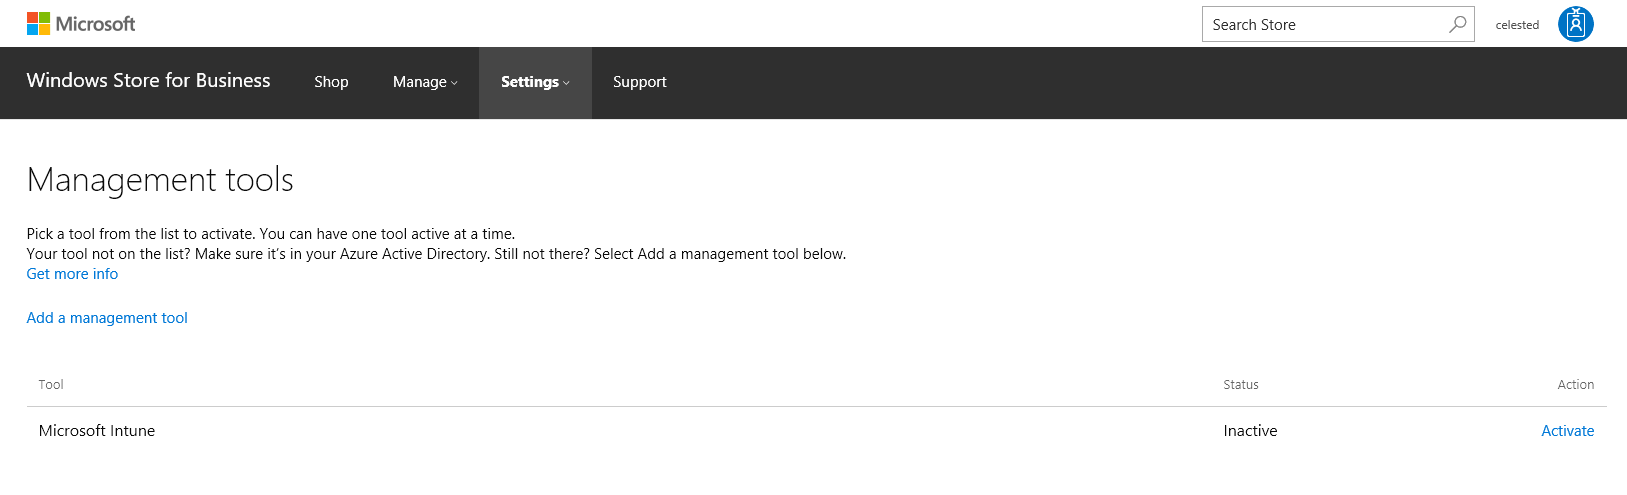 Microsoft
Search Store
celested
Windows Store for Business
Shop
Manage
Settings
Support
Management tools
Pick a tool from the list to activate. You can have one tool active at a time.
Your tool not on the list? Make sure it's in your Azure Active Directory. Still not there? Select Add a management tool below.
Get more info
Add a management tool
Tool
Status
Action
Microsoft Intune
Inactive
Activate